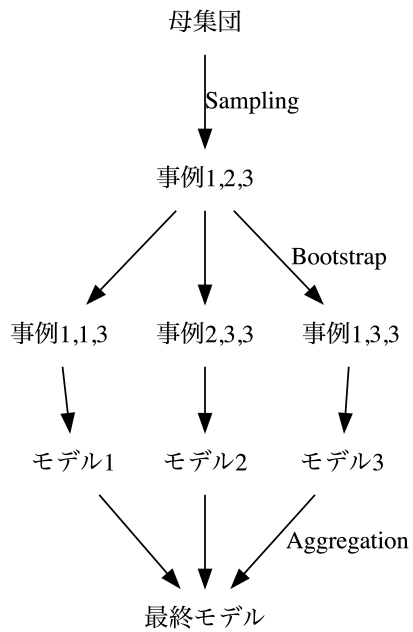 母集団
Sampling
事例1,2,3
Bootstrap
事例1,1,3 事例2,3,3 事例1,3,3
モデル1 モデル2 モデル3
Aggregation
最終モデル